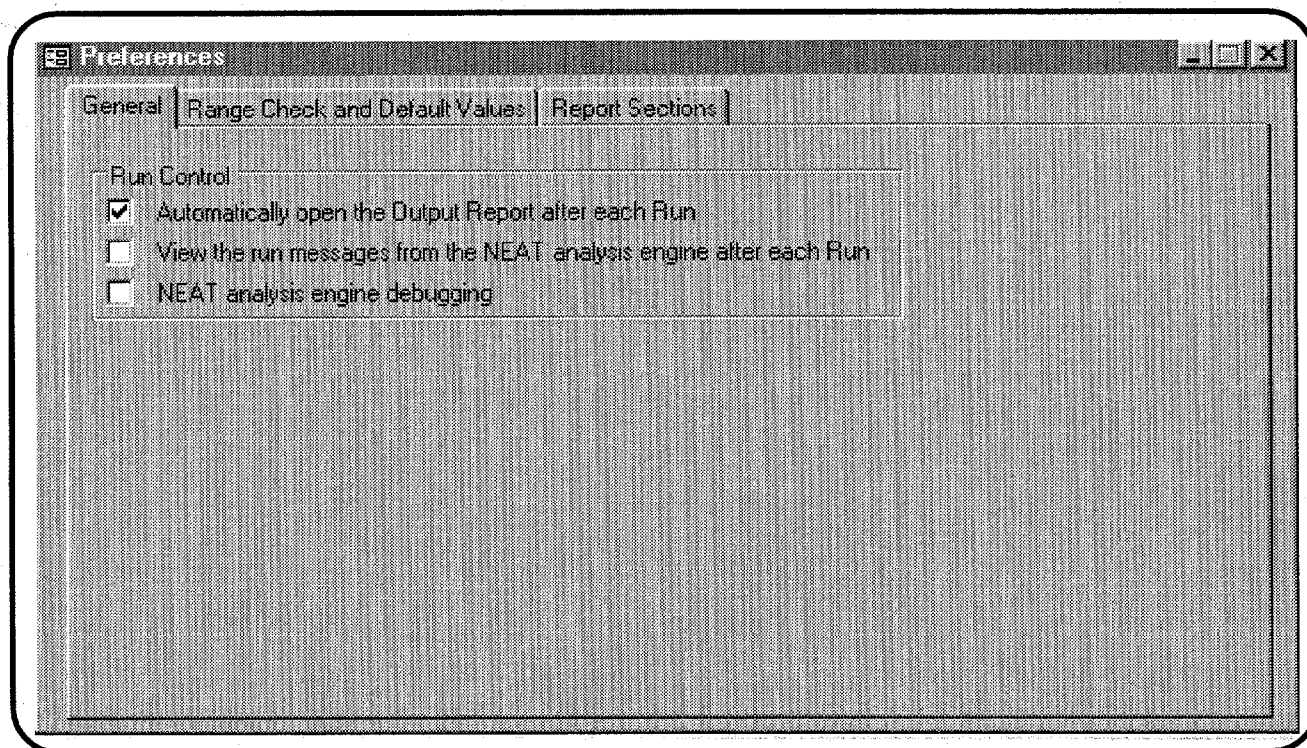 Preferences
General Range Check and Default Values Report Sections
Run Control
Automatically open the Output Report after each Run
View the run messages from the NEAT analysis engine after each Run
NEAT analysis engine debugging